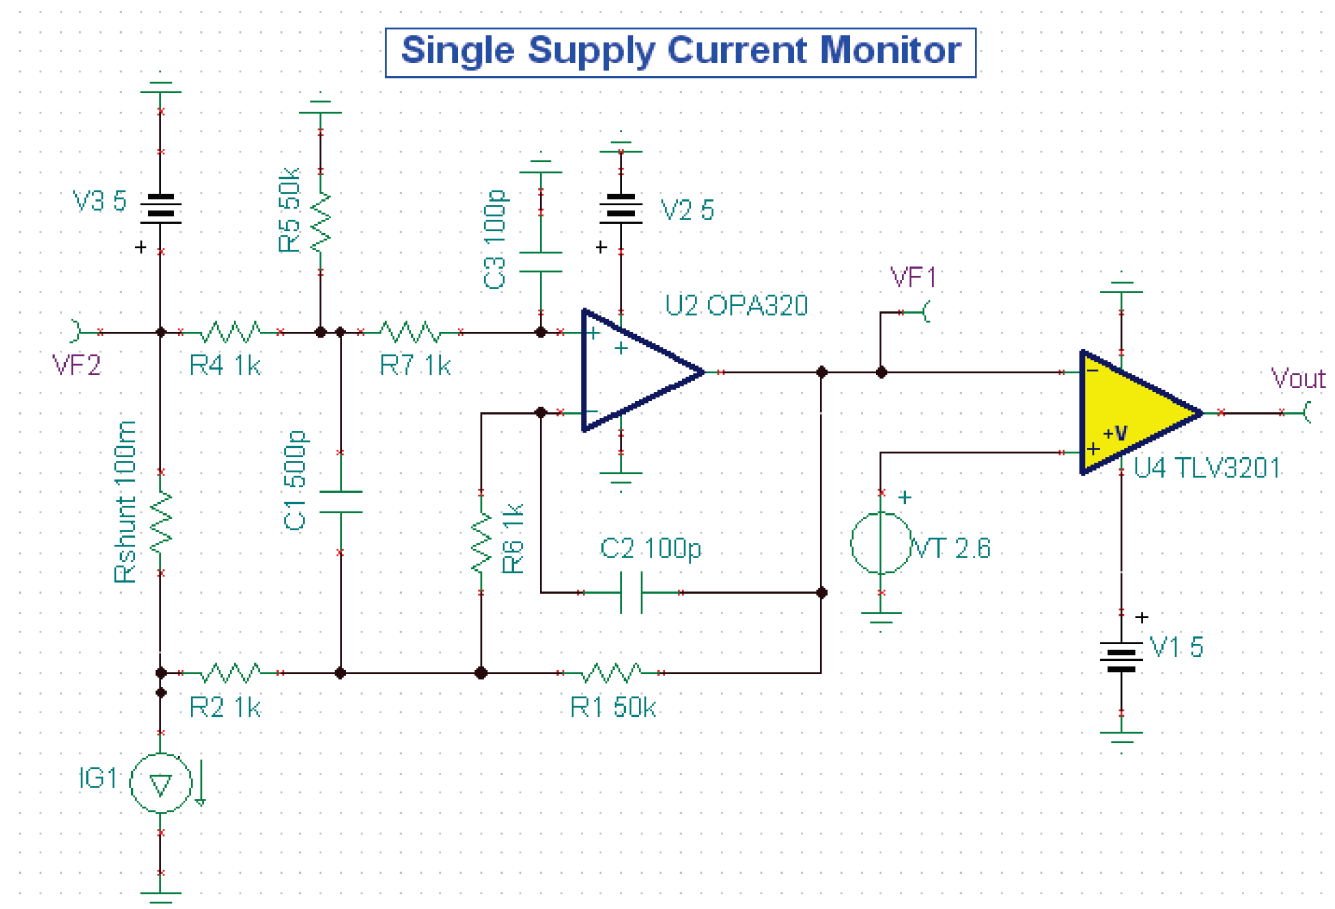 Single Supply Current Monitor
V3 5
+
R5 50k
C3 100p
V2 5
+
VF1
U2 OPA320
VF2
R4 1k
R7 1k
+
+
−
−
Vout
+V
+
U4 TLV3201
Rshunt 100m
C1 500p
R6 1k
C2 100p
+
VT 2.6
+
V1 5
R2 1k
R1 50k
IG1